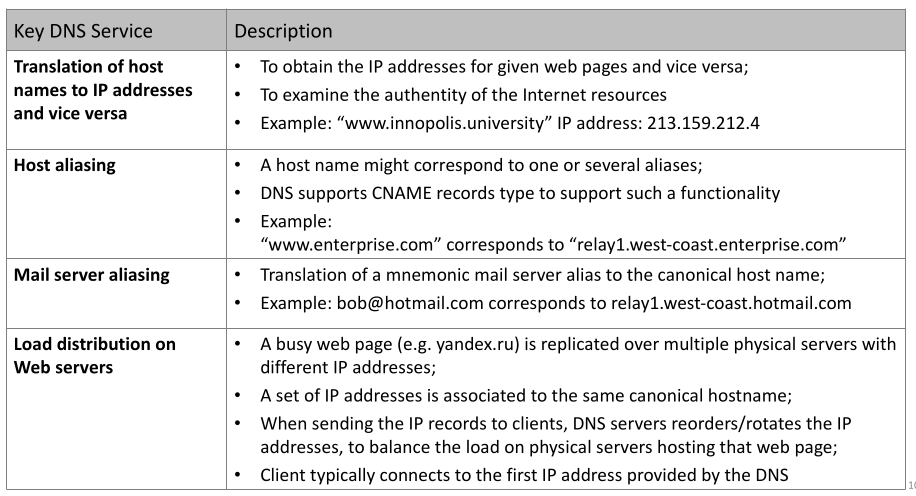 Key DNS Service
Description
Translation of host
names to IP addresses
and vice versa
• To obtain the IP addresses for given web pages and vice versa;
• To examine the authentity of the Internet resources
• Example: “www.innopolis.university” IP address: 213.159.212.4
Host aliasing
• A host name might correspond to one or several aliases;
• DNS supports CNAME records type to support such a functionality
• Example:
“www.enterprise.com” corresponds to “relay1.west-coast.enterprise.com”
Mail server aliasing
• Translation of a mnemonic mail server alias to the canonical host name;
• Example: bob@hotmail.com corresponds to relay1.west-coast.hotmail.com
Load distribution on
Web servers
• A busy web page (e.g. yandex.ru) is replicated over multiple physical servers with
different IP addresses;
• A set of IP addresses is associated to the same canonical hostname;
• When sending the IP records to clients, DNS servers reorders/rotates the IP
addresses, to balance the load on physical servers hosting that web page;
• Client typically connects to the first IP address provided by the DNS